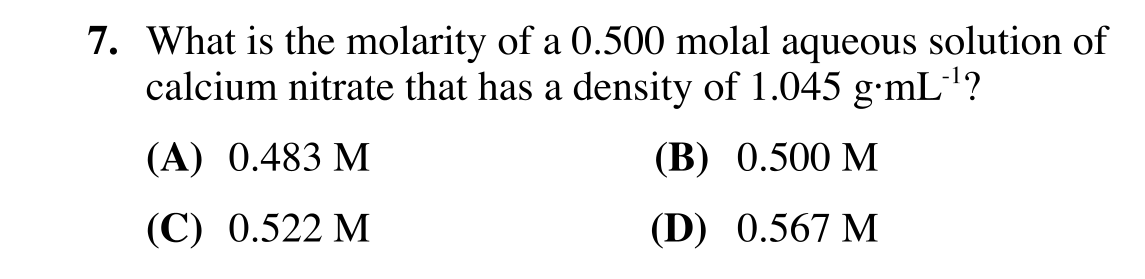 7. What is the molarity of a 0.500 molal aqueous solution of
calcium nitrate that has a density of 1.045 g·mL⁻¹?
(A) 0.483 M (B) 0.500 M
(C) 0.522 M (D) 0.567 M